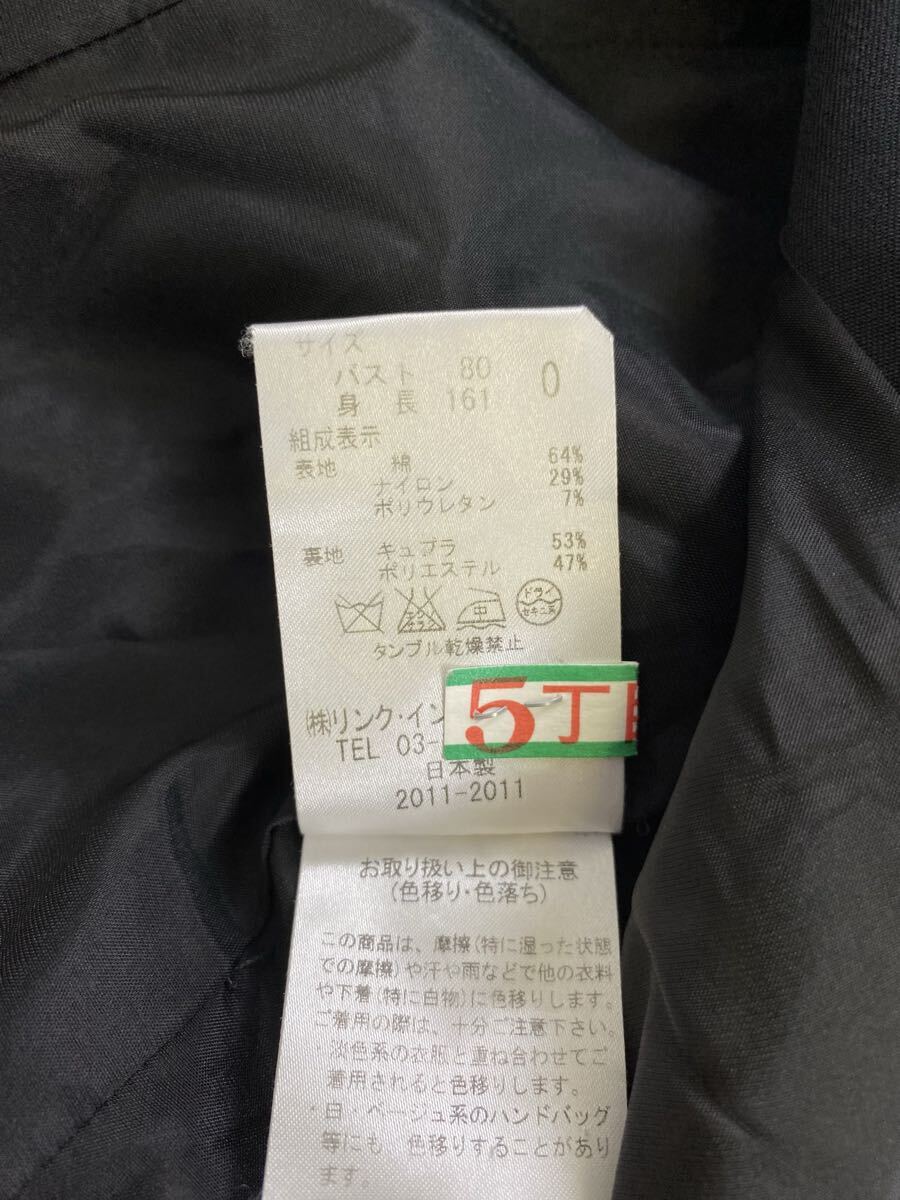 サイズ
バスト 80 0
身 長 161
組成表示
表地 綿 64%
ナイロン 29%
ポリウレタン 7%
裏地 キュプラ 53%
ポリエステル 47%
エンソ サラシ 中 ドライ セキユ系
タンブル乾燥禁止
㈱リンク・イン
5丁目
TEL 03-
日本製
2011-2011
お取り扱い上の御注意
(色移り・色落ち)
この商品は、摩擦(特に湿った状態
での摩擦)や汗や雨などで他の衣料
や下着(特に白物)に色移りします。
ご着用の際は、十分ご注意下さい。
淡色系の衣服と重ね合わせてご
着用されると色移りします。
・白・ベージュ系のハンドバッグ
等にも 色移りすることがあり
ます。